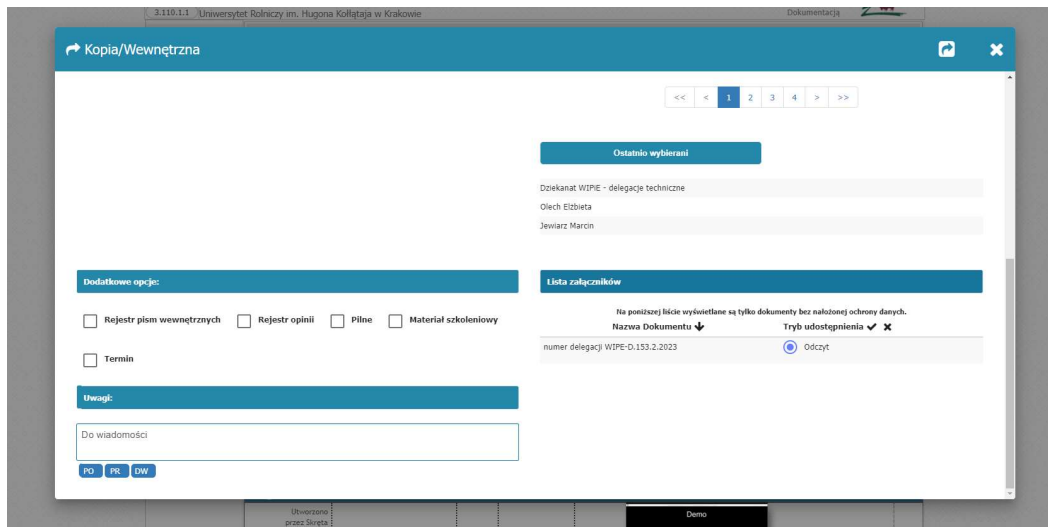 3.110.1.1 Uniwersytet Rolniczy im. Hugona Kołłątaja w Krakowie
Dokumentacją
Kopia/Wewnętrzna
<< < 1 2 3 4 > >>
Ostatnio wybierani
Dziekanat WIPiE - delegacje techniczne
Olech Elżbieta
Jewiarz Marcin
Dodatkowe opcje:
Rejestr pism wewnętrznych Rejestr opinii Pilne Materiał szkoleniowy
Termin
Uwagi:
Do wiadomości
PO PR DW
Lista załączników
Na poniższej liście wyświetlane są tylko dokumenty bez nałożonej ochrony danych.
Nazwa Dokumentu Tryb udostępnienia
numer delegacji WIPE-D.153.2.2023 Odczyt
Utworzono
przez Skręta
Demo